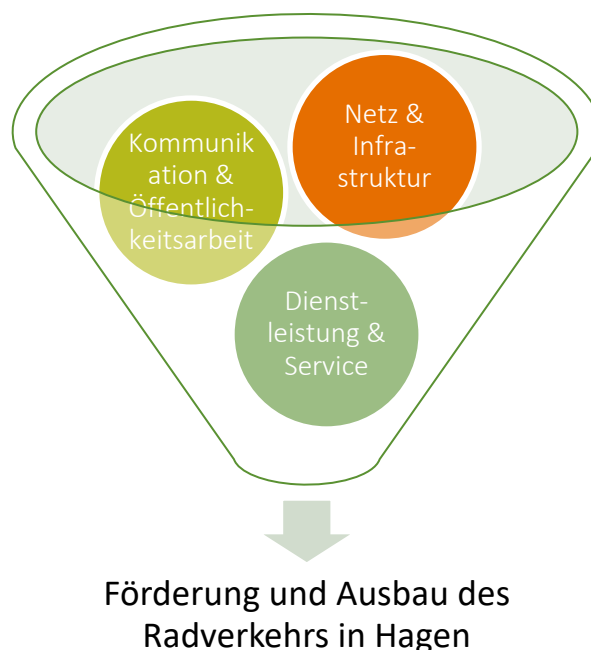 Kommunik
ation &
Öffentlich-
keitsarbeit
Netz &
Infra-
struktur
Dienst-
leistung &
Service
Förderung und Ausbau des
Radverkehrs in Hagen